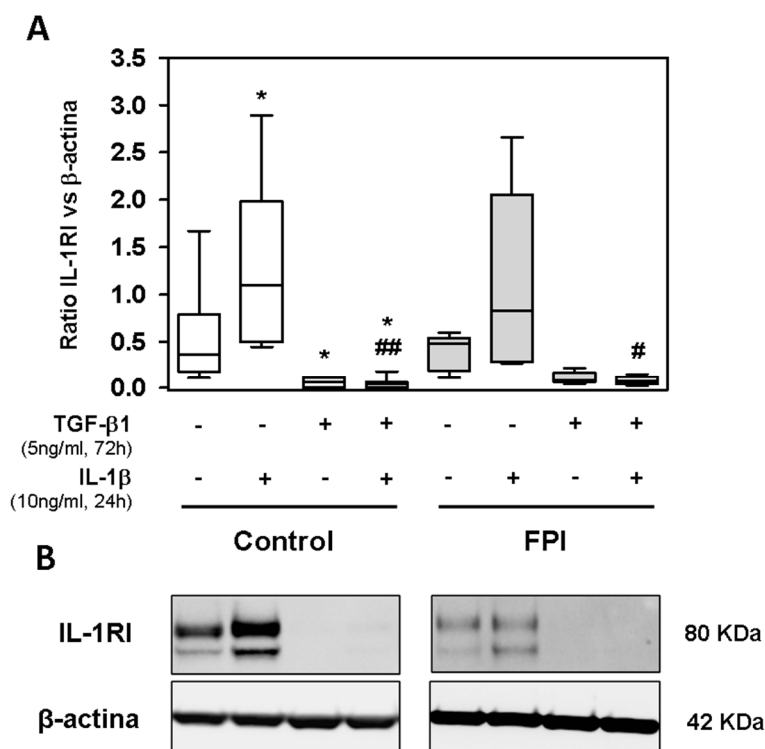 A
Ratio IL-1RI vs β-actina
3.5
3.0
2.5
2.0
1.5
1.0
0.5
0.0
*
*
*
##
#
TGF-β1 - - + + - - + +
(5ng/ml, 72h)
IL-1β - + - + - + - +
(10ng/ml, 24h)
Control FPI
B
IL-1RI 80 KDa
β-actina 42 KDa